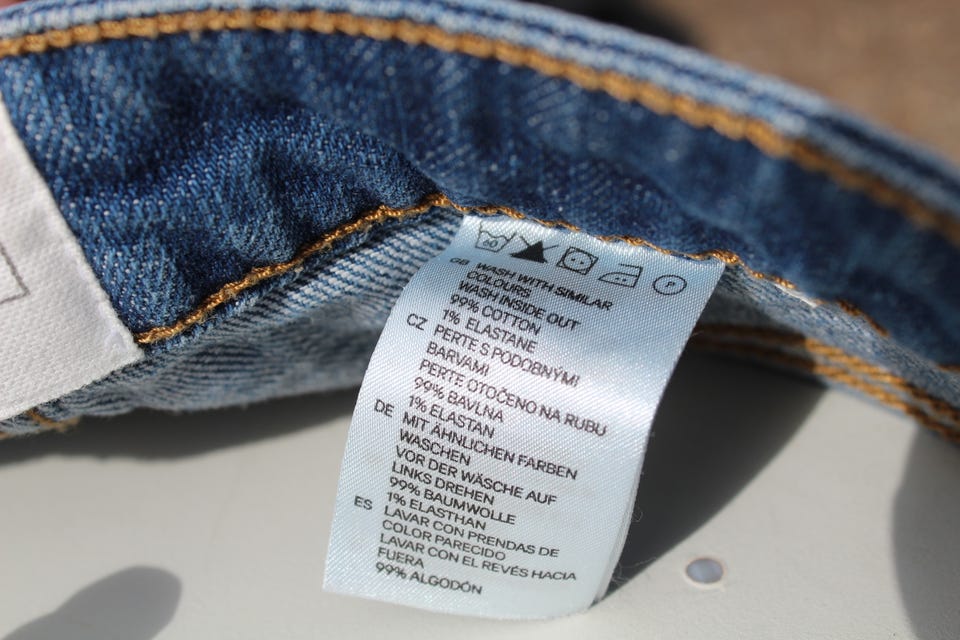 60 P
GB WASH WITH SIMILAR
COLOURS
WASH INSIDE OUT
99% COTTON
1% ELASTANE
CZ PERTE S PODOBNÝMI
BARVAMI
PERTE OTOČENO NA RUBU
99% BAVLNA
1% ELASTAN
DE MIT ÄHNLICHEN FARBEN
WASCHEN
VOR DER WÄSCHE AUF
LINKS DREHEN
99% BAUMWOLLE
1% ELASTHAN
ES LAVAR CON PRENDAS DE
COLOR PARECIDO
LAVAR CON EL REVÉS HACIA
FUERA
99% ALGODÓN